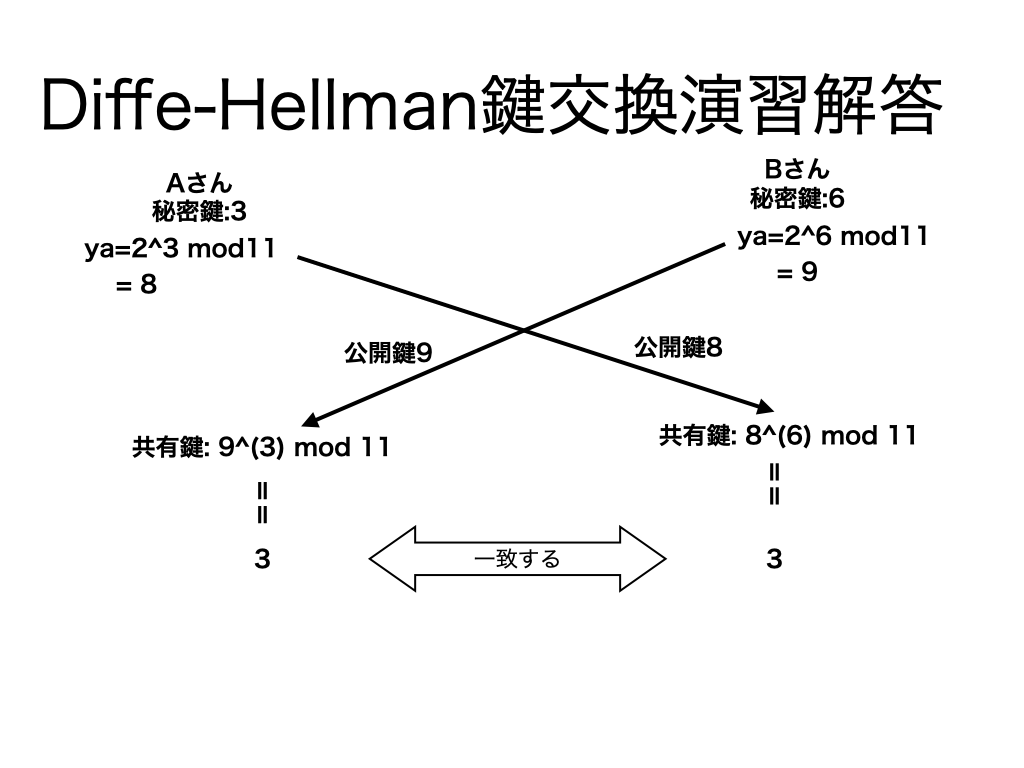 Diffe-Hellman鍵交換演習解答
Aさん
秘密鍵:3
ya=2^3 mod11
= 8
Bさん
秘密鍵:6
ya=2^6 mod11
= 9
公開鍵9
公開鍵8
共有鍵: 9^(3) mod 11
=
=
3
共有鍵: 8^(6) mod 11
=
=
3
一致する